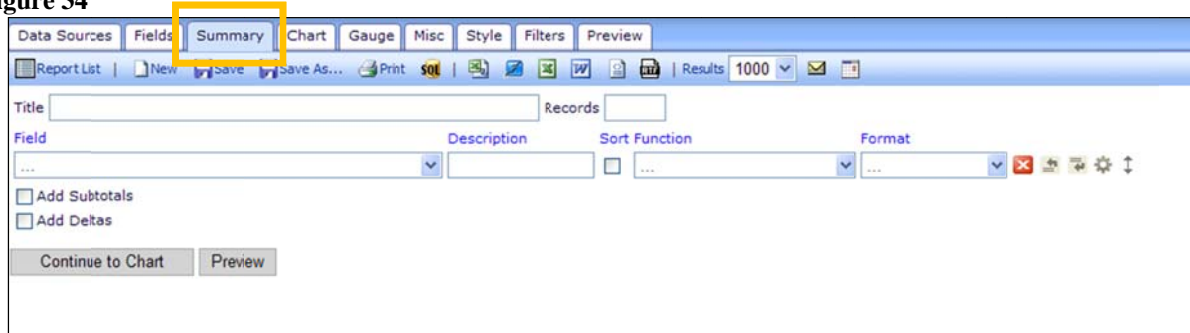 igure 34
Data Sources Fields Summary Chart Gauge Misc Style Filters Preview
Report List | New Save Save As... Print SQL | Results 1000
Title Records
Field Description Sort Function Format
... ... ...
Add Subtotals
Add Deltas
Continue to Chart Preview